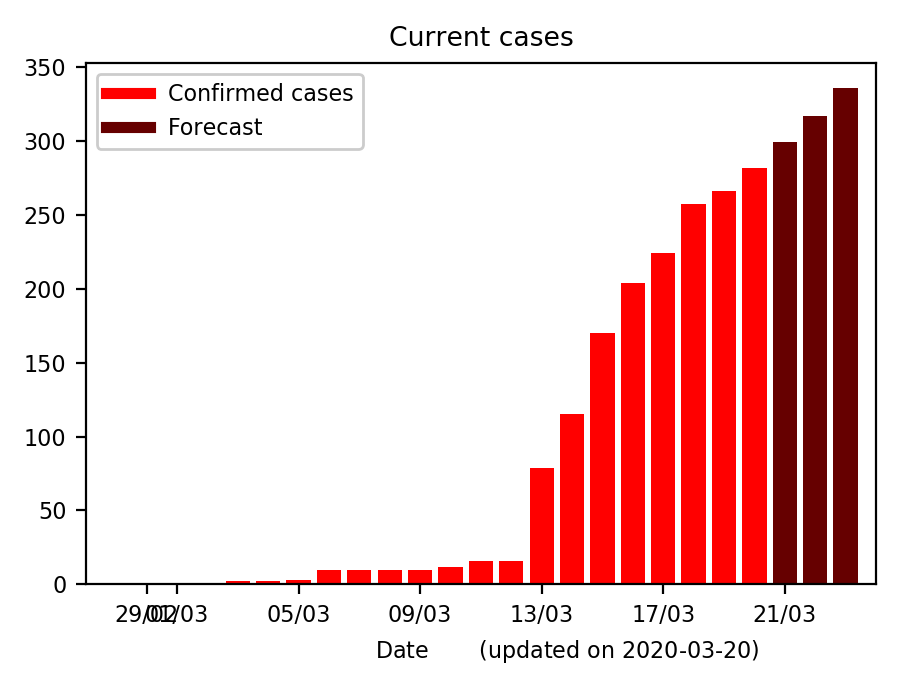 Current cases
350
Confirmed cases
Forecast
300
250
200
150
100
50
0
29/02 01/03 05/03 09/03 13/03 17/03 21/03
Date (updated on 2020-03-20)